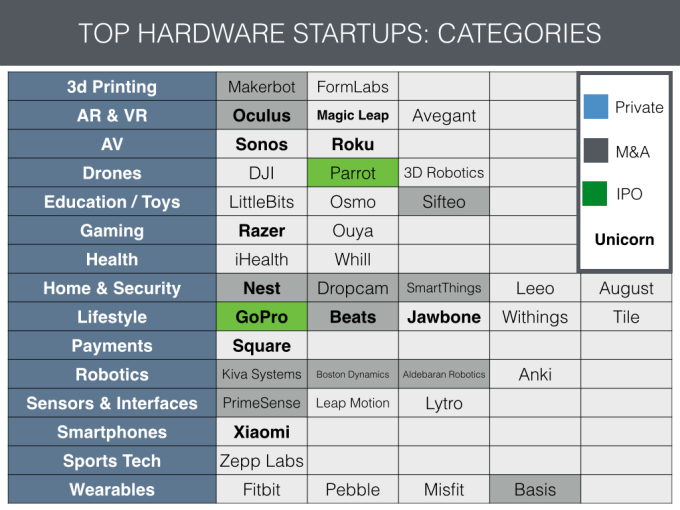 TOP HARDWARE STARTUPS: CATEGORIES
3d Printing Makerbot FormLabs
AR & VR Oculus Magic Leap Avegant
AV Sonos Roku
Drones DJI Parrot 3D Robotics
Education / Toys LittleBits Osmo Sifteo
Gaming Razer Ouya
Health iHealth Whill
Home & Security Nest Dropcam SmartThings Leeo August
Lifestyle GoPro Beats Jawbone Withings Tile
Payments Square
Robotics Kiva Systems Boston Dynamics Aldebaran Robotics Anki
Sensors & Interfaces PrimeSense Leap Motion Lytro
Smartphones Xiaomi
Sports Tech Zepp Labs
Wearables Fitbit Pebble Misfit Basis
Private
M&A
IPO
Unicorn